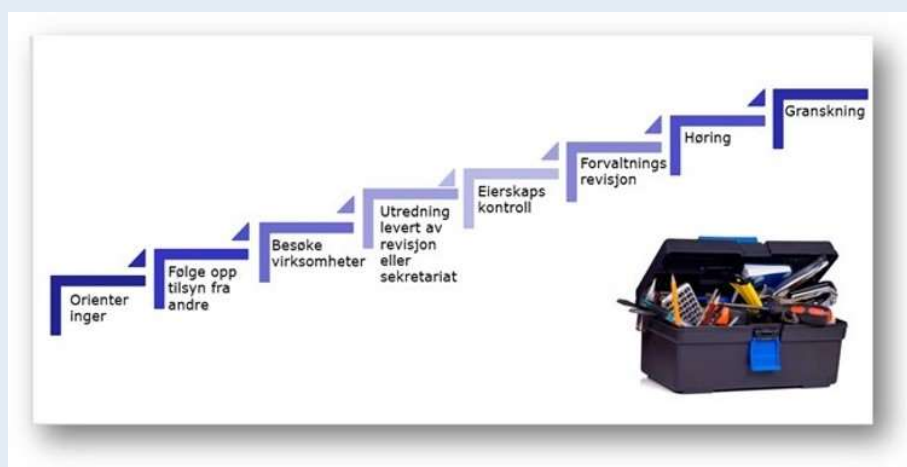 Orienter
inger
Følge opp
tilsyn fra
andre
Besøke
virksomheter
Utredning
levert av
revisjon
eller
sekretariat
Eierskaps
kontroll
Forvaltnings
revisjon
Høring
Granskning